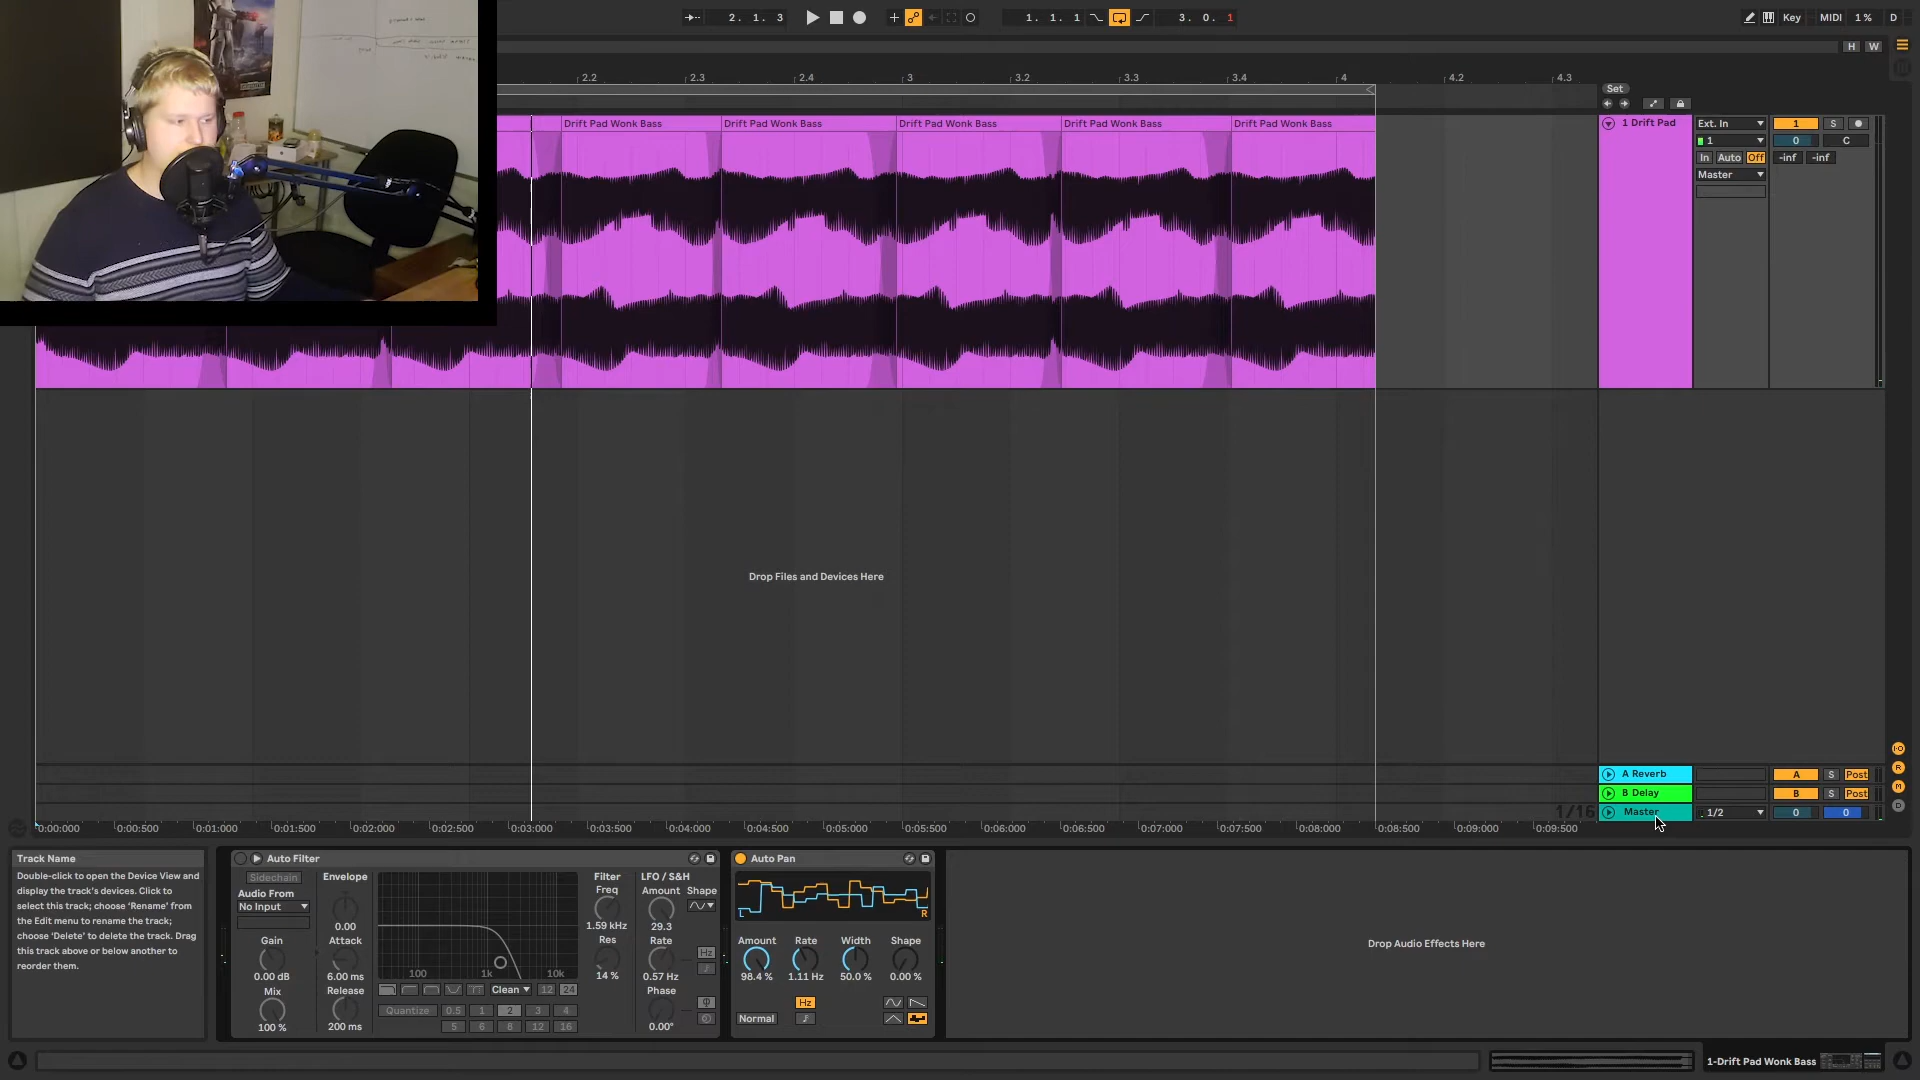 2. 1. 3
1. 1. 1
3. 0. 1
Key
MIDI
1 %
D
H
W
2.2
2.3
2.4
3
3.2
3.3
3.4
4
4.2
4.3
Set
Drift Pad Wonk Bass
Drift Pad Wonk Bass
Drift Pad Wonk Bass
Drift Pad Wonk Bass
Drift Pad Wonk Bass
1 Drift Pad
Ext. In
1
S
1
0
C
In
Auto
Off
-inf
-inf
Master
Drop Files and Devices Here
A Reverb
A
S
Post
B Delay
B
S
Post
1/16
Master
1/2
0
0
0:00:000
0:00:500
0:01:000
0:01:500
0:02:000
0:02:500
0:03:000
0:03:500
0:04:000
0:04:500
0:05:000
0:05:500
0:06:000
0:06:500
0:07:000
0:07:500
0:08:000
0:08:500
0:09:000
0:09:500
Track Name
Double-click to open the Device View and
display the track's devices. Click to
select this track; choose 'Rename' from
the Edit menu to rename the track;
choose 'Delete' to delete the track. Drag
this track above or below another to
reorder them.
Auto Filter
Sidechain
Audio From
No Input
Gain
0.00 dB
Mix
100 %
Envelope
0.00
Attack
6.00 ms
Release
200 ms
100
1k
10k
Clean
12
24
Quantize
0.5
1
2
3
4
5
6
8
12
16
Filter
Freq
1.59 kHz
Res
14 %
LFO / S&H
Amount
Shape
29.3
Rate
Hz
0.57 Hz
Phase
0.00°
Auto Pan
L
R
Amount
Rate
Width
Shape
98.4 %
1.11 Hz
50.0 %
0.00 %
Hz
Normal
Drop Audio Effects Here
1-Drift Pad Wonk Bass